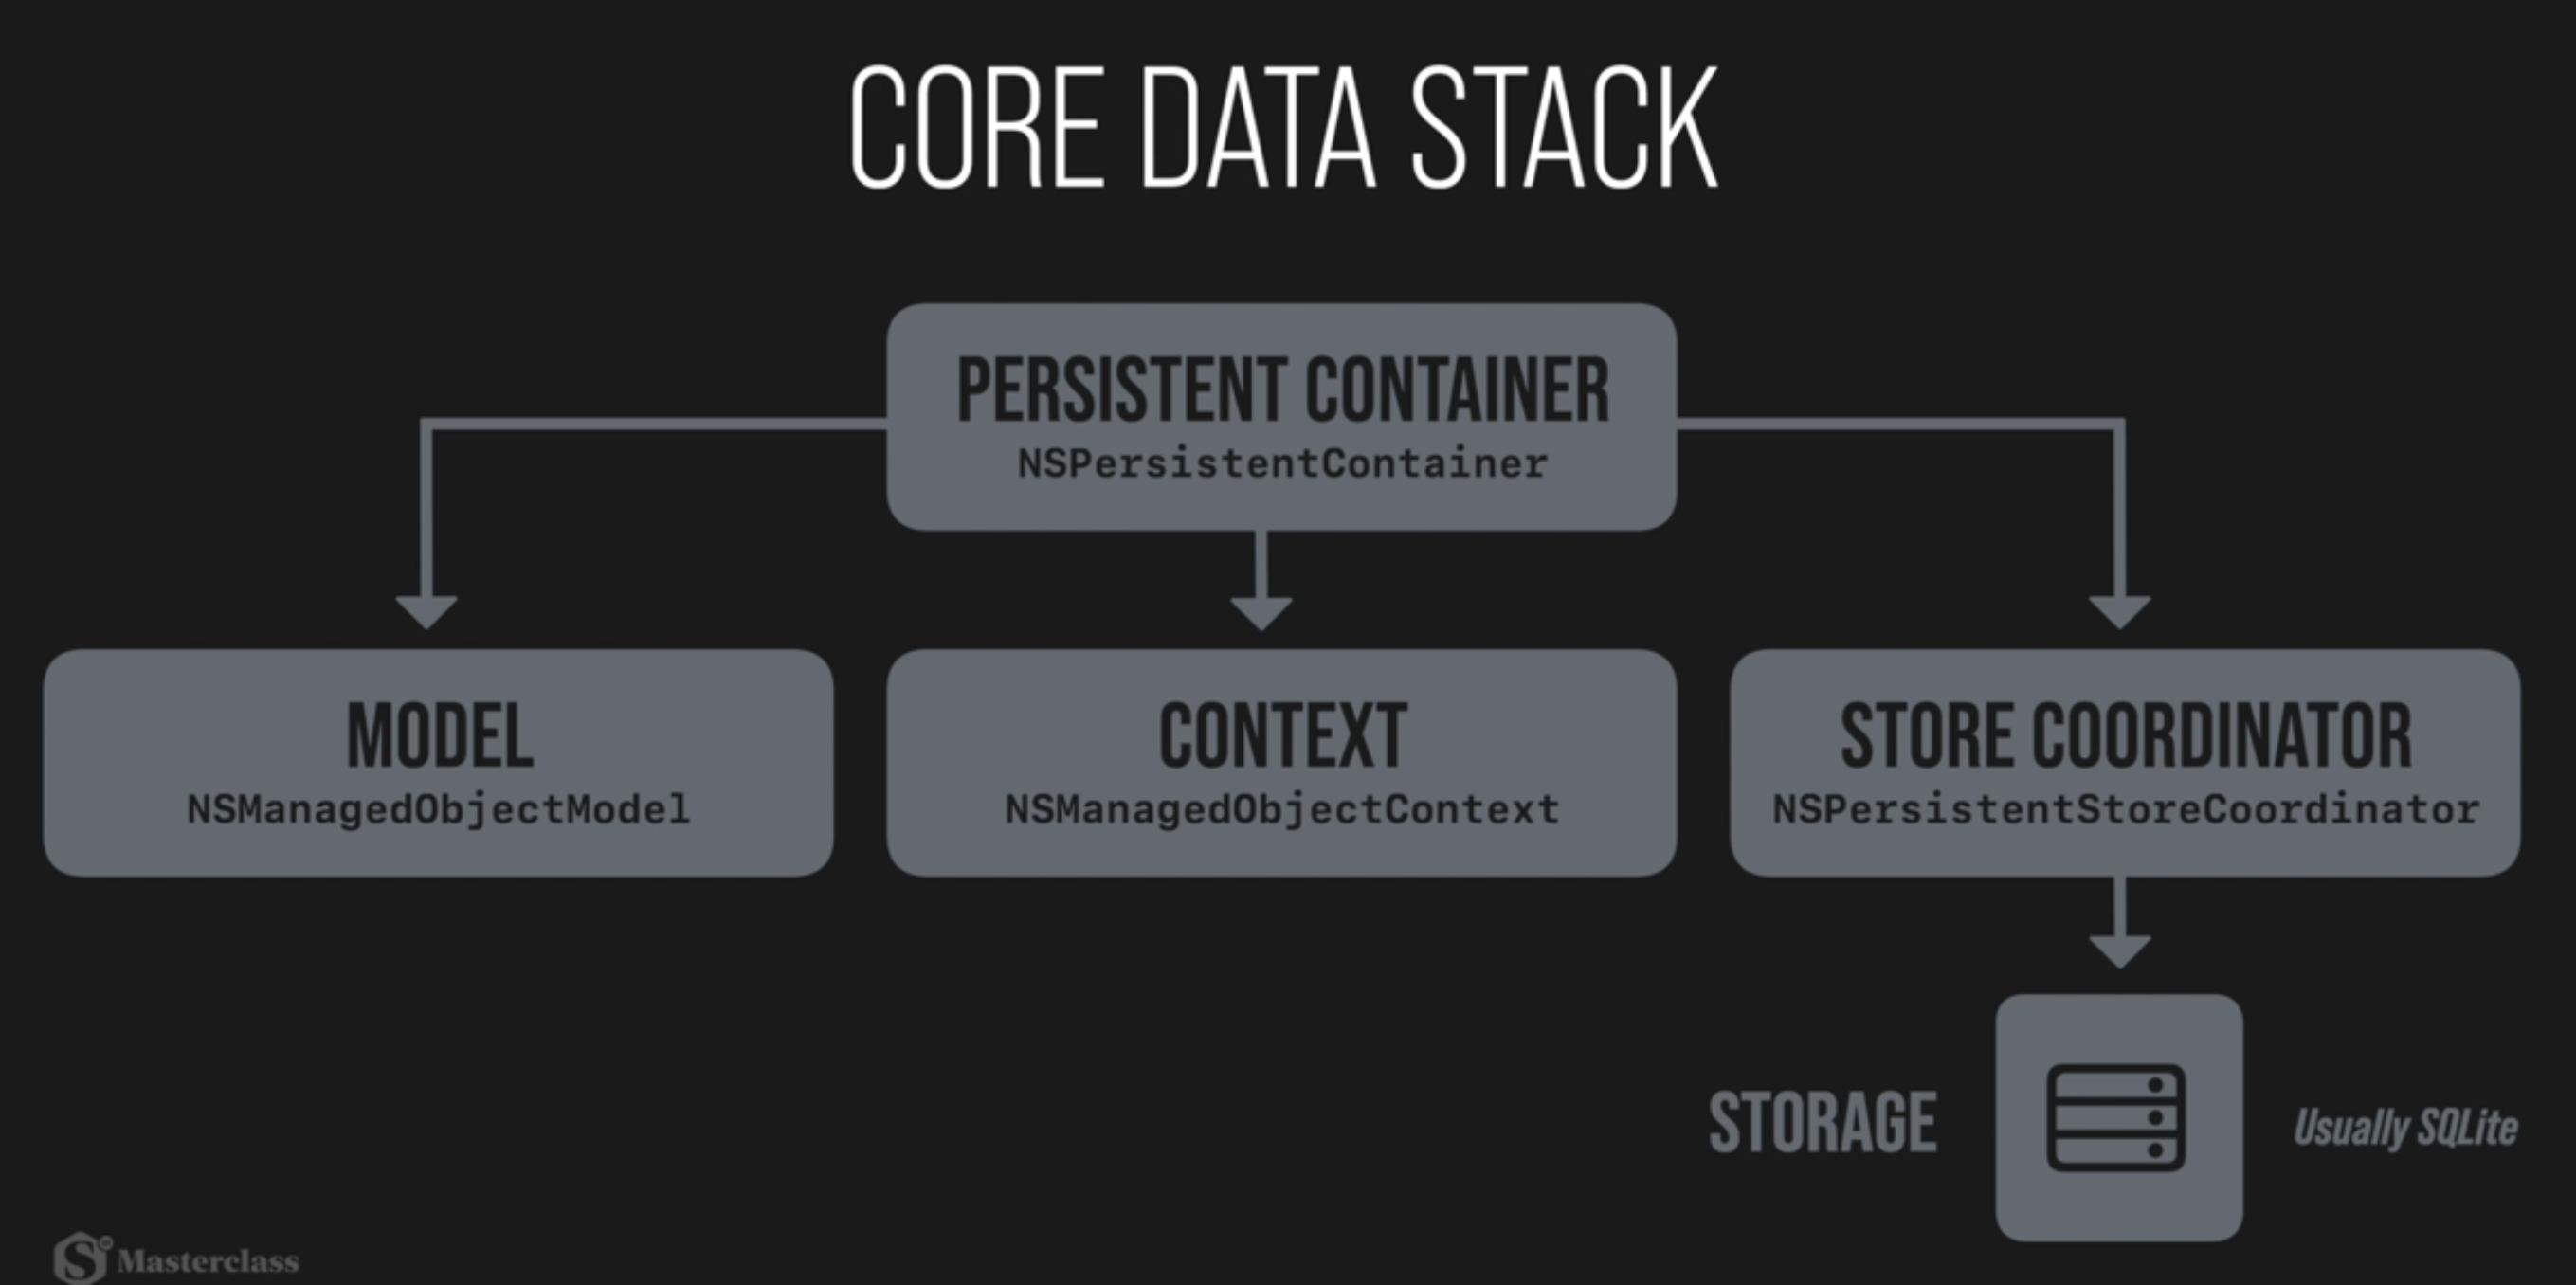 CORE DATA STACK
PERSISTENT CONTAINER
NSPersistentContainer
MODEL
NSManagedObjectModel
CONTEXT
NSManagedObjectContext
STORE COORDINATOR
NSPersistentStoreCoordinator
STORAGE
Usually SQLite
S
Masterclass